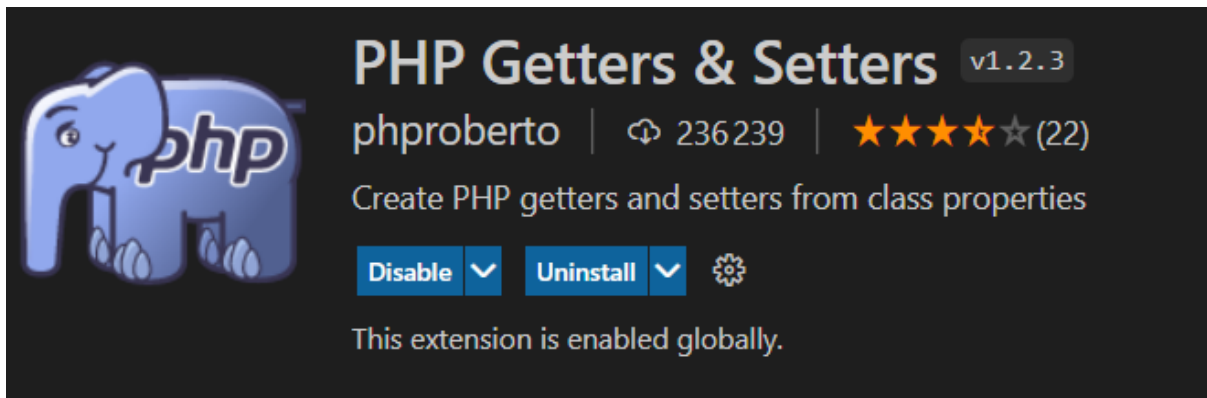 PHP Getters & Setters v1.2.3
php
phproberto | 236239 | ★★★★☆ (22)
Create PHP getters and setters from class properties
Disable Uninstall
This extension is enabled globally.